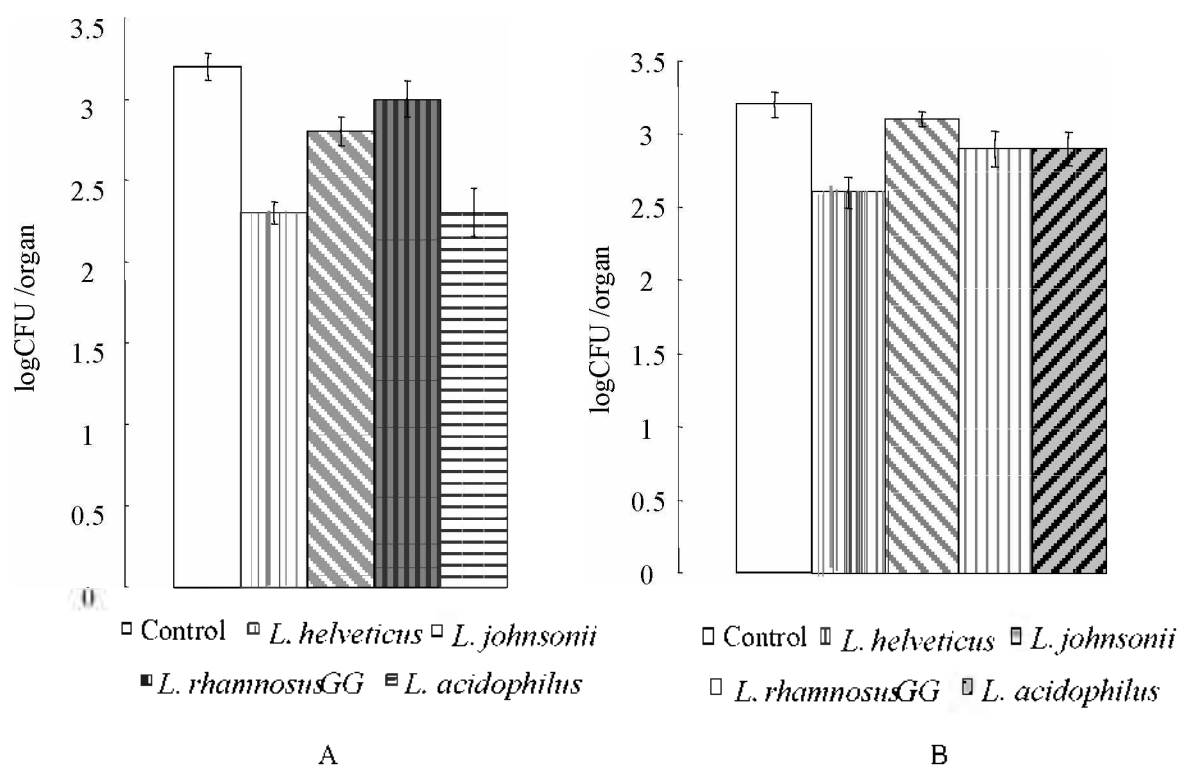 3.5
3
2.5
2
1.5
1
0.5
0
logCFU /organ
□ Control □ L. helveticus □ L. johnsonii
■ L. rhamnosusGG ■ L. acidophilus
A
3.5
3
2.5
2
1.5
1
0.5
0
logCFU /organ
□ Control □ L. helveticus □ L. johnsonii
□ L. rhamnosusGG □ L. acidophilus
B